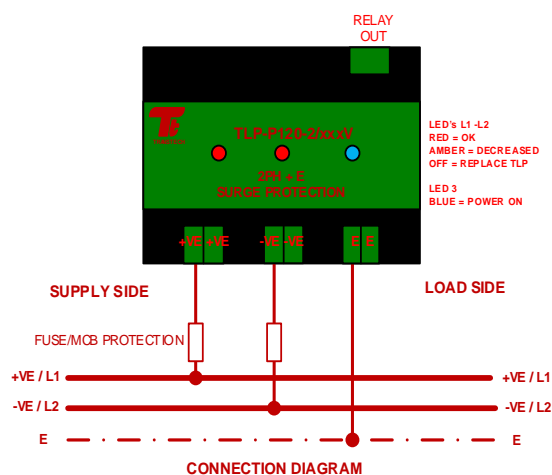 RELAY
OUT
TLP-P120-2/xxxV
2PH + E
SURGE PROTECTION
LED's L1 -L2
RED = OK
AMBER = DECREASED
OFF = REPLACE TLP
LED 3
BLUE = POWER ON
+VE +VE -VE -VE E E
SUPPLY SIDE
LOAD SIDE
FUSE/MCB PROTECTION
+VE / L1 +VE / L1
-VE / L2 -VE / L2
E E
CONNECTION DIAGRAM